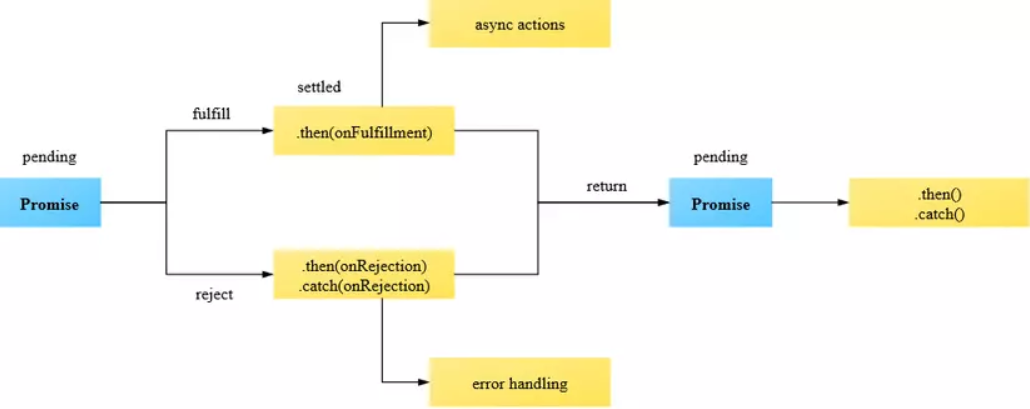 async actions
settled
fulfill
.then(onFulfillment)
pending
Promise
return
pending
Promise
.then()
.catch()
.then(onRejection)
.catch(onRejection)
reject
error handling